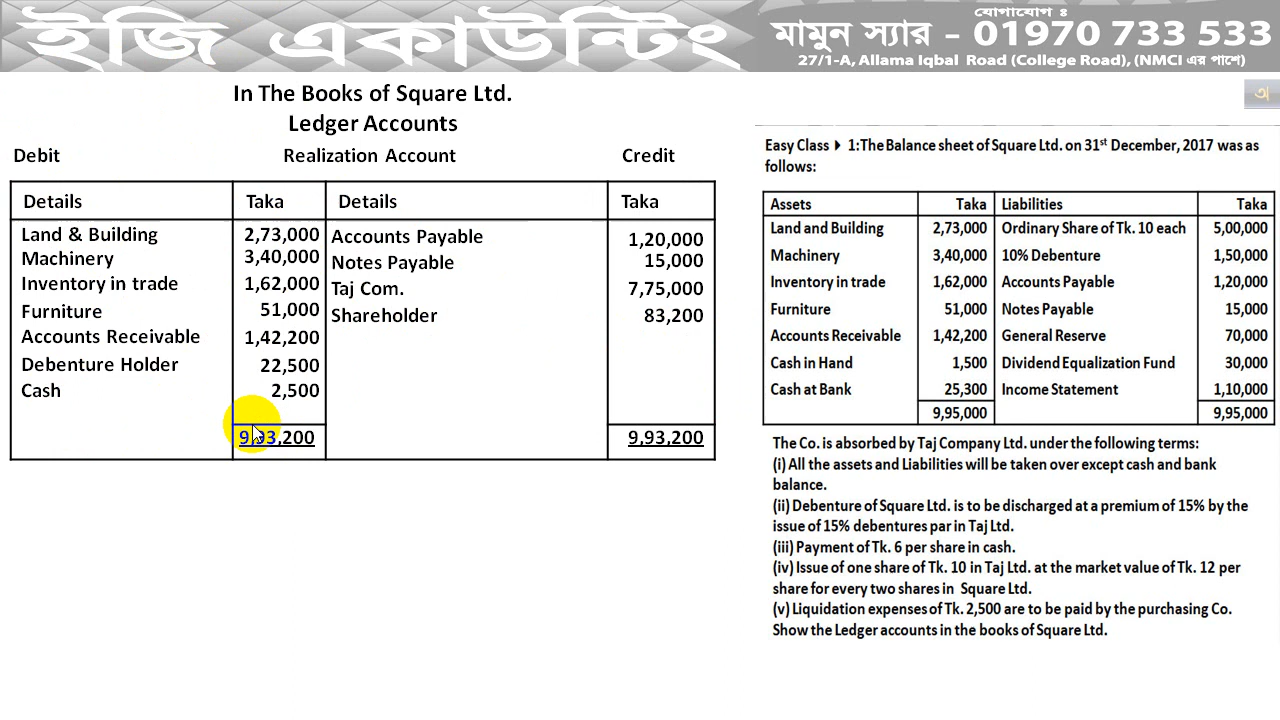 ইজি একাউন্টিং
যোগাযোগ ঃ
মামুন স্যার – 01970 733 533
27/1-A, Allama Iqbal Road (College Road), (NMCI এর পাশে)
অ
In The Books of Square Ltd.
Ledger Accounts
Debit Realization Account Credit
Details Taka Details Taka
Land & Building 2,73,000 Accounts Payable 1,20,000
Machinery 3,40,000 Notes Payable 15,000
Inventory in trade 1,62,000 Taj Com. 7,75,000
Furniture 51,000 Shareholder 83,200
Accounts Receivable 1,42,200
Debenture Holder 22,500
Cash 2,500
9,93,200 9,93,200
Easy Class 1:The Balance sheet of Square Ltd. on 31st December, 2017 was as
follows:
Assets Taka Liabilities Taka
Land and Building 2,73,000 Ordinary Share of Tk. 10 each 5,00,000
Machinery 3,40,000 10% Debenture 1,50,000
Inventory in trade 1,62,000 Accounts Payable 1,20,000
Furniture 51,000 Notes Payable 15,000
Accounts Receivable 1,42,200 General Reserve 70,000
Cash in Hand 1,500 Dividend Equalization Fund 30,000
Cash at Bank 25,300 Income Statement 1,10,000
9,95,000 9,95,000
The Co. is absorbed by Taj Company Ltd. under the following terms:
(i) All the assets and Liabilities will be taken over except cash and bank
balance.
(ii) Debenture of Square Ltd. is to be discharged at a premium of 15% by the
issue of 15% debentures par in Taj Ltd.
(iii) Payment of Tk. 6 per share in cash.
(iv) Issue of one share of Tk. 10 in Taj Ltd. at the market value of Tk. 12 per
share for every two shares in Square Ltd.
(v) Liquidation expenses of Tk. 2,500 are to be paid by the purchasing Co.
Show the Ledger accounts in the books of Square Ltd.